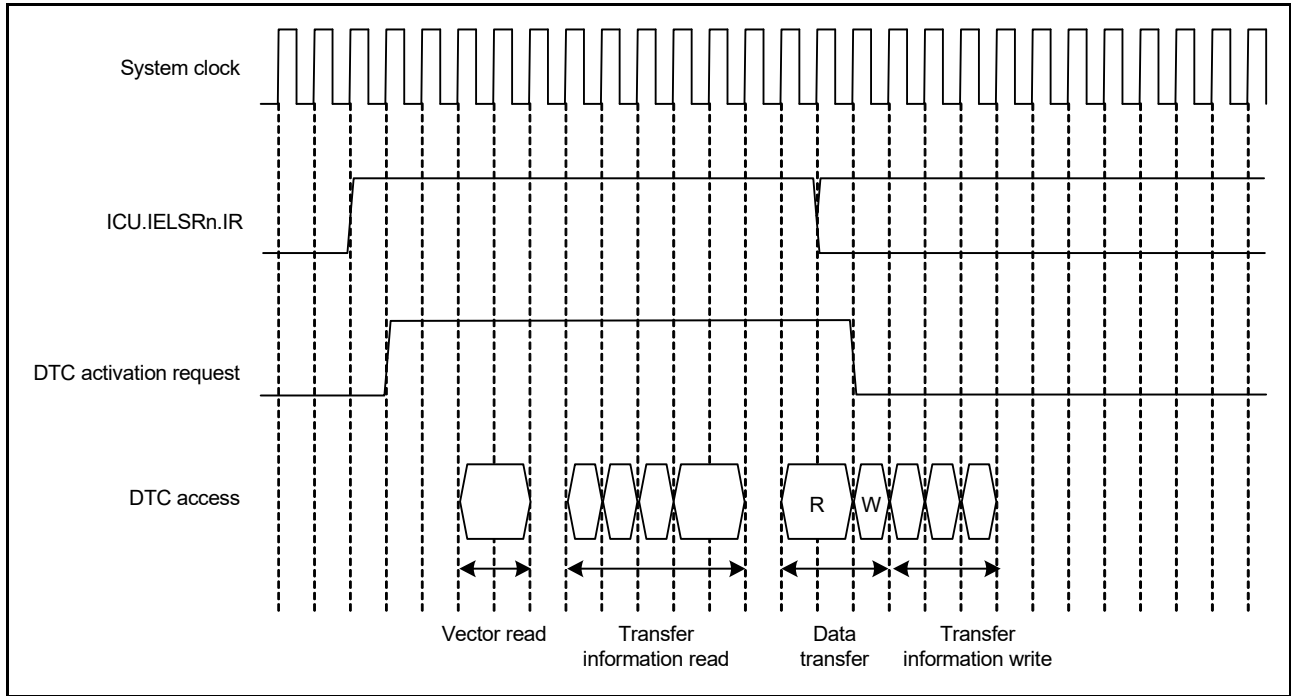 System clock
ICU.IELSRn.IR
DTC activation request
DTC access
R
W
Vector read
Transfer
information read
Data
transfer
Transfer
information write